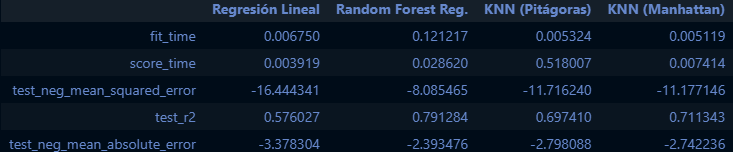 Regresión Lineal Random Forest Reg. KNN (Pitágoras) KNN (Manhattan)
fit_time 0.006750 0.121217 0.005324 0.005119
score_time 0.003919 0.028620 0.518007 0.007414
test_neg_mean_squared_error -16.444341 -8.085465 -11.716240 -11.177146
test_r2 0.576027 0.791284 0.697410 0.711343
test_neg_mean_absolute_error -3.378304 -2.393476 -2.798088 -2.742236